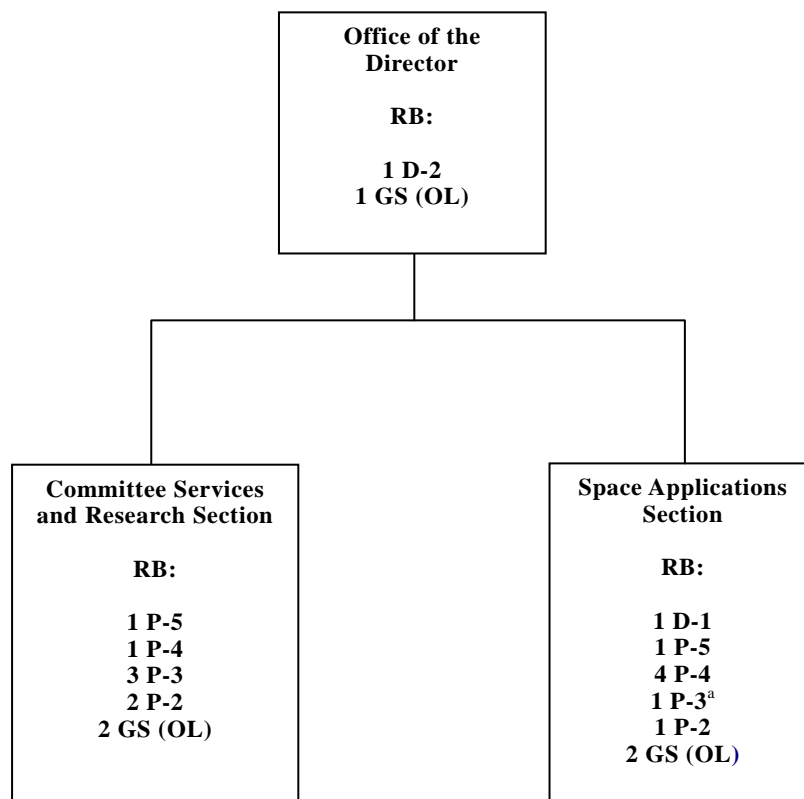 Office of the
Director
RB:
1 D-2
1 GS (OL)
Committee Services
and Research Section
RB:
1 P-5
1 P-4
3 P-3
2 P-2
2 GS (OL)
Space Applications
Section
RB:
1 D-1
1 P-5
4 P-4
1 P-3ᵃ
1 P-2
2 GS (OL)